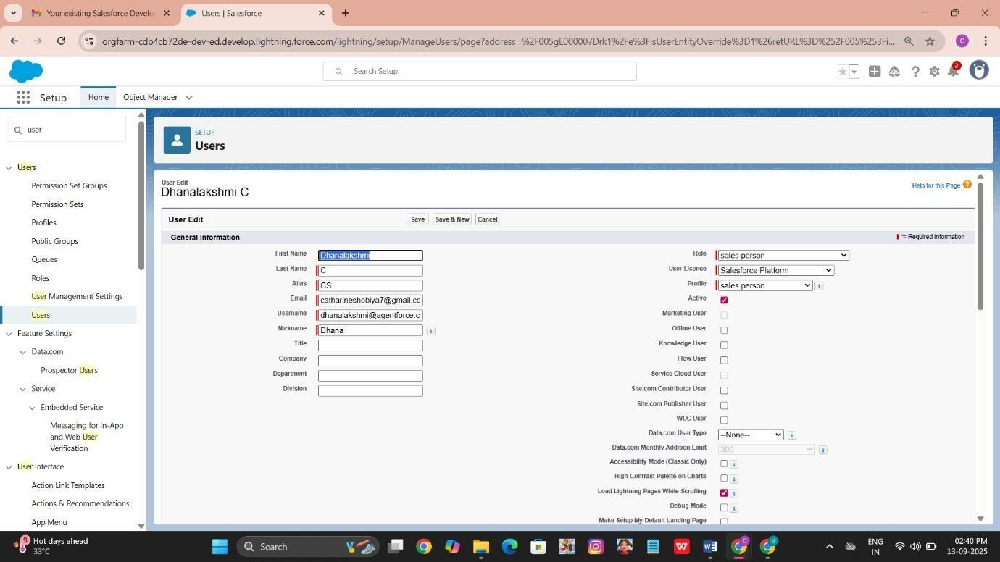 Your existing Salesforce Develo
Users | Salesforce
orgfarm-cdb4cb72de-dev-ed.develop.lightning.force.com/lightning/setup/ManageUsers/page?address=%2F005gL000007Drk1%2Fe%3FisUserEntityOverride%3D1%26retURL%3D%252F005%253Fi...
C
Search Setup
2
Setup
Home
Object Manager
user
Users
Permission Set Groups
Permission Sets
Profiles
Public Groups
Queues
Roles
User Management Settings
Users
Feature Settings
Data.com
Prospector Users
Service
Embedded Service
Messaging for In-App
and Web User
Verification
User Interface
Action Link Templates
Actions & Recommendations
App Menu
SETUP
Users
User Edit
Dhanalakshmi C
Help for this Page ?
User Edit
Save
Save & New
Cancel
General Information
= Required Information
First Name Dhanalakshmi
Last Name C
Alias CS
Email catharineshobiya7@gmail.co
Username dhanalakshmi@agentforce.c
Nickname Dhana i
Title
Company
Department
Division
Role sales person
User License Salesforce Platform
Profile sales person i
Active
Marketing User
Offline User
Knowledge User
Flow User
Service Cloud User
Site.com Contributor User
Site.com Publisher User
WDC User
Data.com User Type --None-- i
Data.com Monthly Addition Limit 300 i
Accessibility Mode (Classic Only) i
High-Contrast Palette on Charts i
Load Lightning Pages While Scrolling i
Debug Mode i
Make Setup My Default Landing Page
9
Hot days ahead
33°C
Search
ENG
IN
02:40 PM
13-09-2025